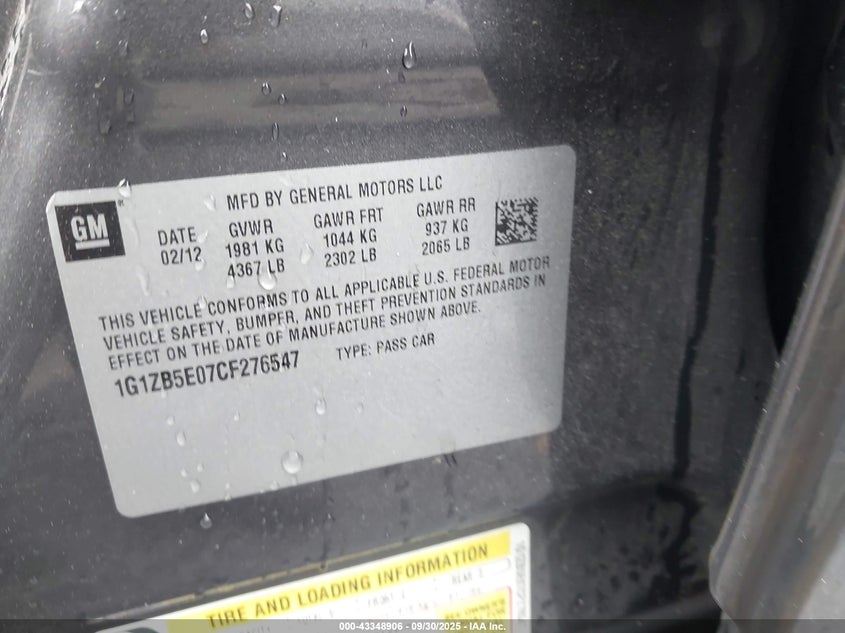 MFD BY GENERAL MOTORS LLC
GM
DATE
02/12
GVWR
1981 KG
4367 LB
GAWR FRT
1044 KG
2302 LB
GAWR RR
937 KG
2065 LB
THIS VEHICLE CONFORMS TO ALL APPLICABLE U.S. FEDERAL MOTOR
VEHICLE SAFETY, BUMPER, AND THEFT PREVENTION STANDARDS IN
EFFECT ON THE DATE OF MANUFACTURE SHOWN ABOVE.
1G1ZB5E07CF276547
TYPE: PASS CAR
TIRE AND LOADING INFORMATION
000-43348906 - 09/30/2025 - IAA, Inc.